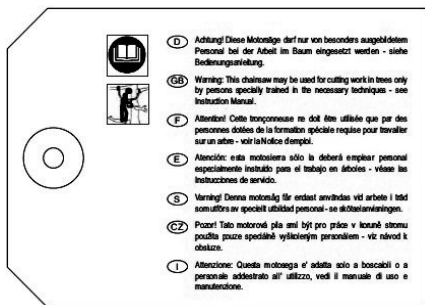 D Achtung! Diese Motorsäge darf nur von besonders ausgebildetem
Personal bei der Arbeit im Baum eingesetzt werden - siehe
Bedienungsanleitung.
GB Warning: This chainsaw may be used for cutting work in trees only
by persons specially trained in the necessary techniques - see
Instruction Manual.
F Attention! Cette tronçonneuse ne doit être utilisée que par des
personnes dotées de la formation spéciale requise pour travailler
sur un arbre - voir la Notice d'emploi.
E Atención: esta motosierra sólo la deberá emplear personal
especialmente instruido para el trabajo en árboles - véase las
Instrucciones de servicio.
S Varning! Denna motorsåg får endast användas vid arbete i träd
som utförs av speciellt utbildad personal - se skötselanvisningen.
CZ Pozor! Tato motorová pila smí být pro práce v koruně stromu
použita pouze speciálně vyškoleným personálem - viz návod k
obsluze.
I Attenzione: Questa motosega e' adatta solo a boscaioli o a
personale addestrato all' utilizzo, vedi il manuale di uso e
manutenzione.